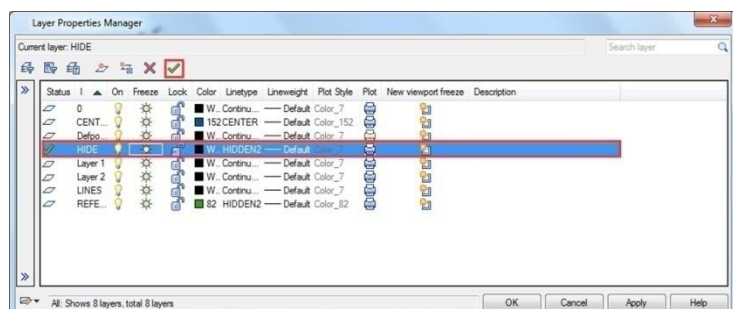 Layer Properties Manager
Current layer: HIDE
Search layer
Status I On Freeze Lock Color Linetype Lineweight Plot Style Plot New viewport freeze Description
0 W.. Continu... Default Color_7
CENT... 152 CENTER Default Color_152
Defpo... W.. Continu... Default Color_7
HIDE W.. HIDDEN2 Default Color_7
Layer 1 W.. Continu... Default Color_7
Layer 2 W.. Continu... Default Color_7
LINES W.. Continu... Default Color_7
REFE... 82 HIDDEN2 Default Color_82
All: Shows 8 layers, total 8 layers
OK Cancel Apply Help